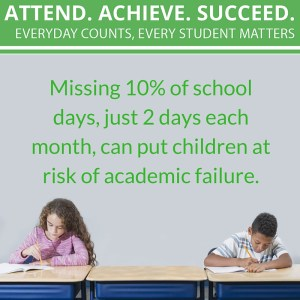 ATTEND. ACHIEVE. SUCCEED.
EVERYDAY COUNTS, EVERY STUDENT MATTERS
Missing 10% of school
days, just 2 days each
month, can put children at
risk of academic failure.